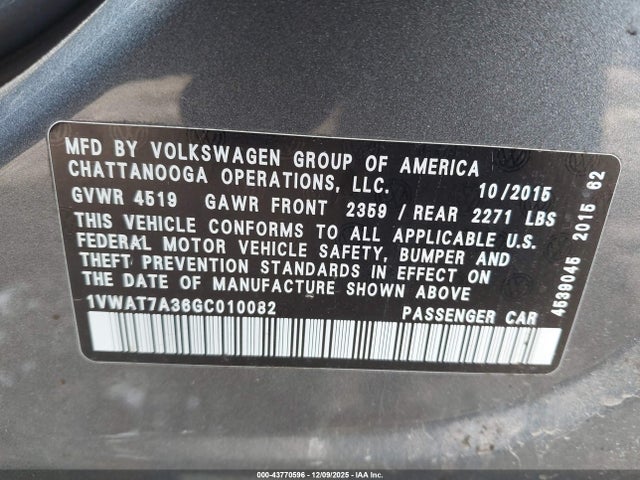 MFD BY VOLKSWAGEN GROUP OF AMERICA
CHATTANOOGA OPERATIONS, LLC. 10/2015
GVWR 4519 GAWR FRONT 2359 / REAR 2271 LBS
THIS VEHICLE CONFORMS TO ALL APPLICABLE U.S.
FEDERAL MOTOR VEHICLE SAFETY, BUMPER AND
THEFT PREVENTION STANDARDS IN EFFECT ON
THE DATE OF MANUFACTURE SHOWN ABOVE.
1VWAT7A36GC010082 PASSENGER CAR
4539045 2015 62
000-43770596 - 12/09/2025 - IAA Inc.